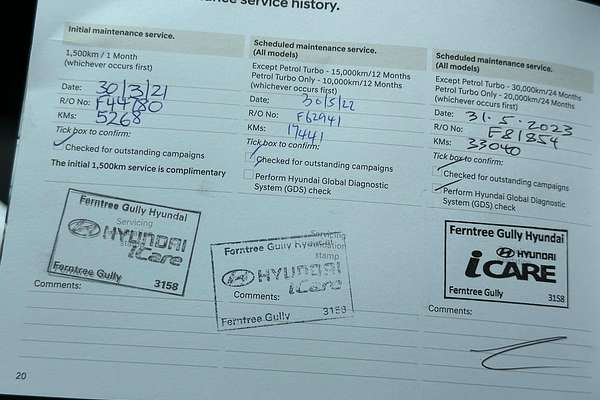 service history.
Initial maintenance service.
1,500km / 1 Month
(whichever occurs first)
Date: 30/3/21
R/O No: F44780
KMs: 5268
Tick box to confirm:
Checked for outstanding campaigns
The initial 1,500km service is complimentary
Ferntree Gully Hyundai
Servicing
HYUNDAI
iCare
Ferntree Gully 3158
Comments:
Scheduled maintenance service.
(All models)
Except Petrol Turbo - 15,000km/12 Months
Petrol Turbo Only - 10,000km/12 Months
(whichever occurs first)
Date: 30/5/22
R/O No: F62941
KMs: 17441
Tick box to confirm:
Checked for outstanding campaigns
Perform Hyundai Global Diagnostic
System (GDS) check
Servicing
Ferntree Gully Hyundai
stamp
HYUNDAI
iCare
Comments: 3158
Ferntree Gully
Scheduled maintenance service.
(All models)
Except Petrol Turbo - 30,000km/24 Months
Petrol Turbo Only - 20,000km/24 Months
(whichever occurs first)
Date: 31.5.2023
R/O No: F81854
KMs: 33040
Tick box to confirm:
Checked for outstanding campaigns
Perform Hyundai Global Diagnostic
System (GDS) check
Ferntree Gully Hyundai
HYUNDAI
iCARE
Ferntree Gully 3158
Comments:
20